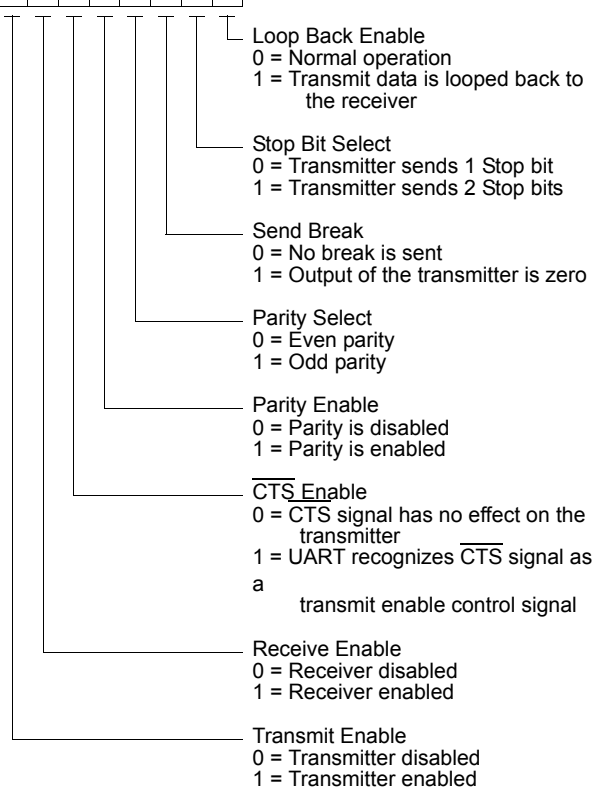 Loop Back Enable
0 = Normal operation
1 = Transmit data is looped back to
the receiver
Stop Bit Select
0 = Transmitter sends 1 Stop bit
1 = Transmitter sends 2 Stop bits
Send Break
0 = No break is sent
1 = Output of the transmitter is zero
Parity Select
0 = Even parity
1 = Odd parity
Parity Enable
0 = Parity is disabled
1 = Parity is enabled
C̅T̅S̅ Enable
0 = C̅T̅S̅ signal has no effect on the
transmitter
1 = UART recognizes C̅T̅S̅ signal as
a
transmit enable control signal
Receive Enable
0 = Receiver disabled
1 = Receiver enabled
Transmit Enable
0 = Transmitter disabled
1 = Transmitter enabled